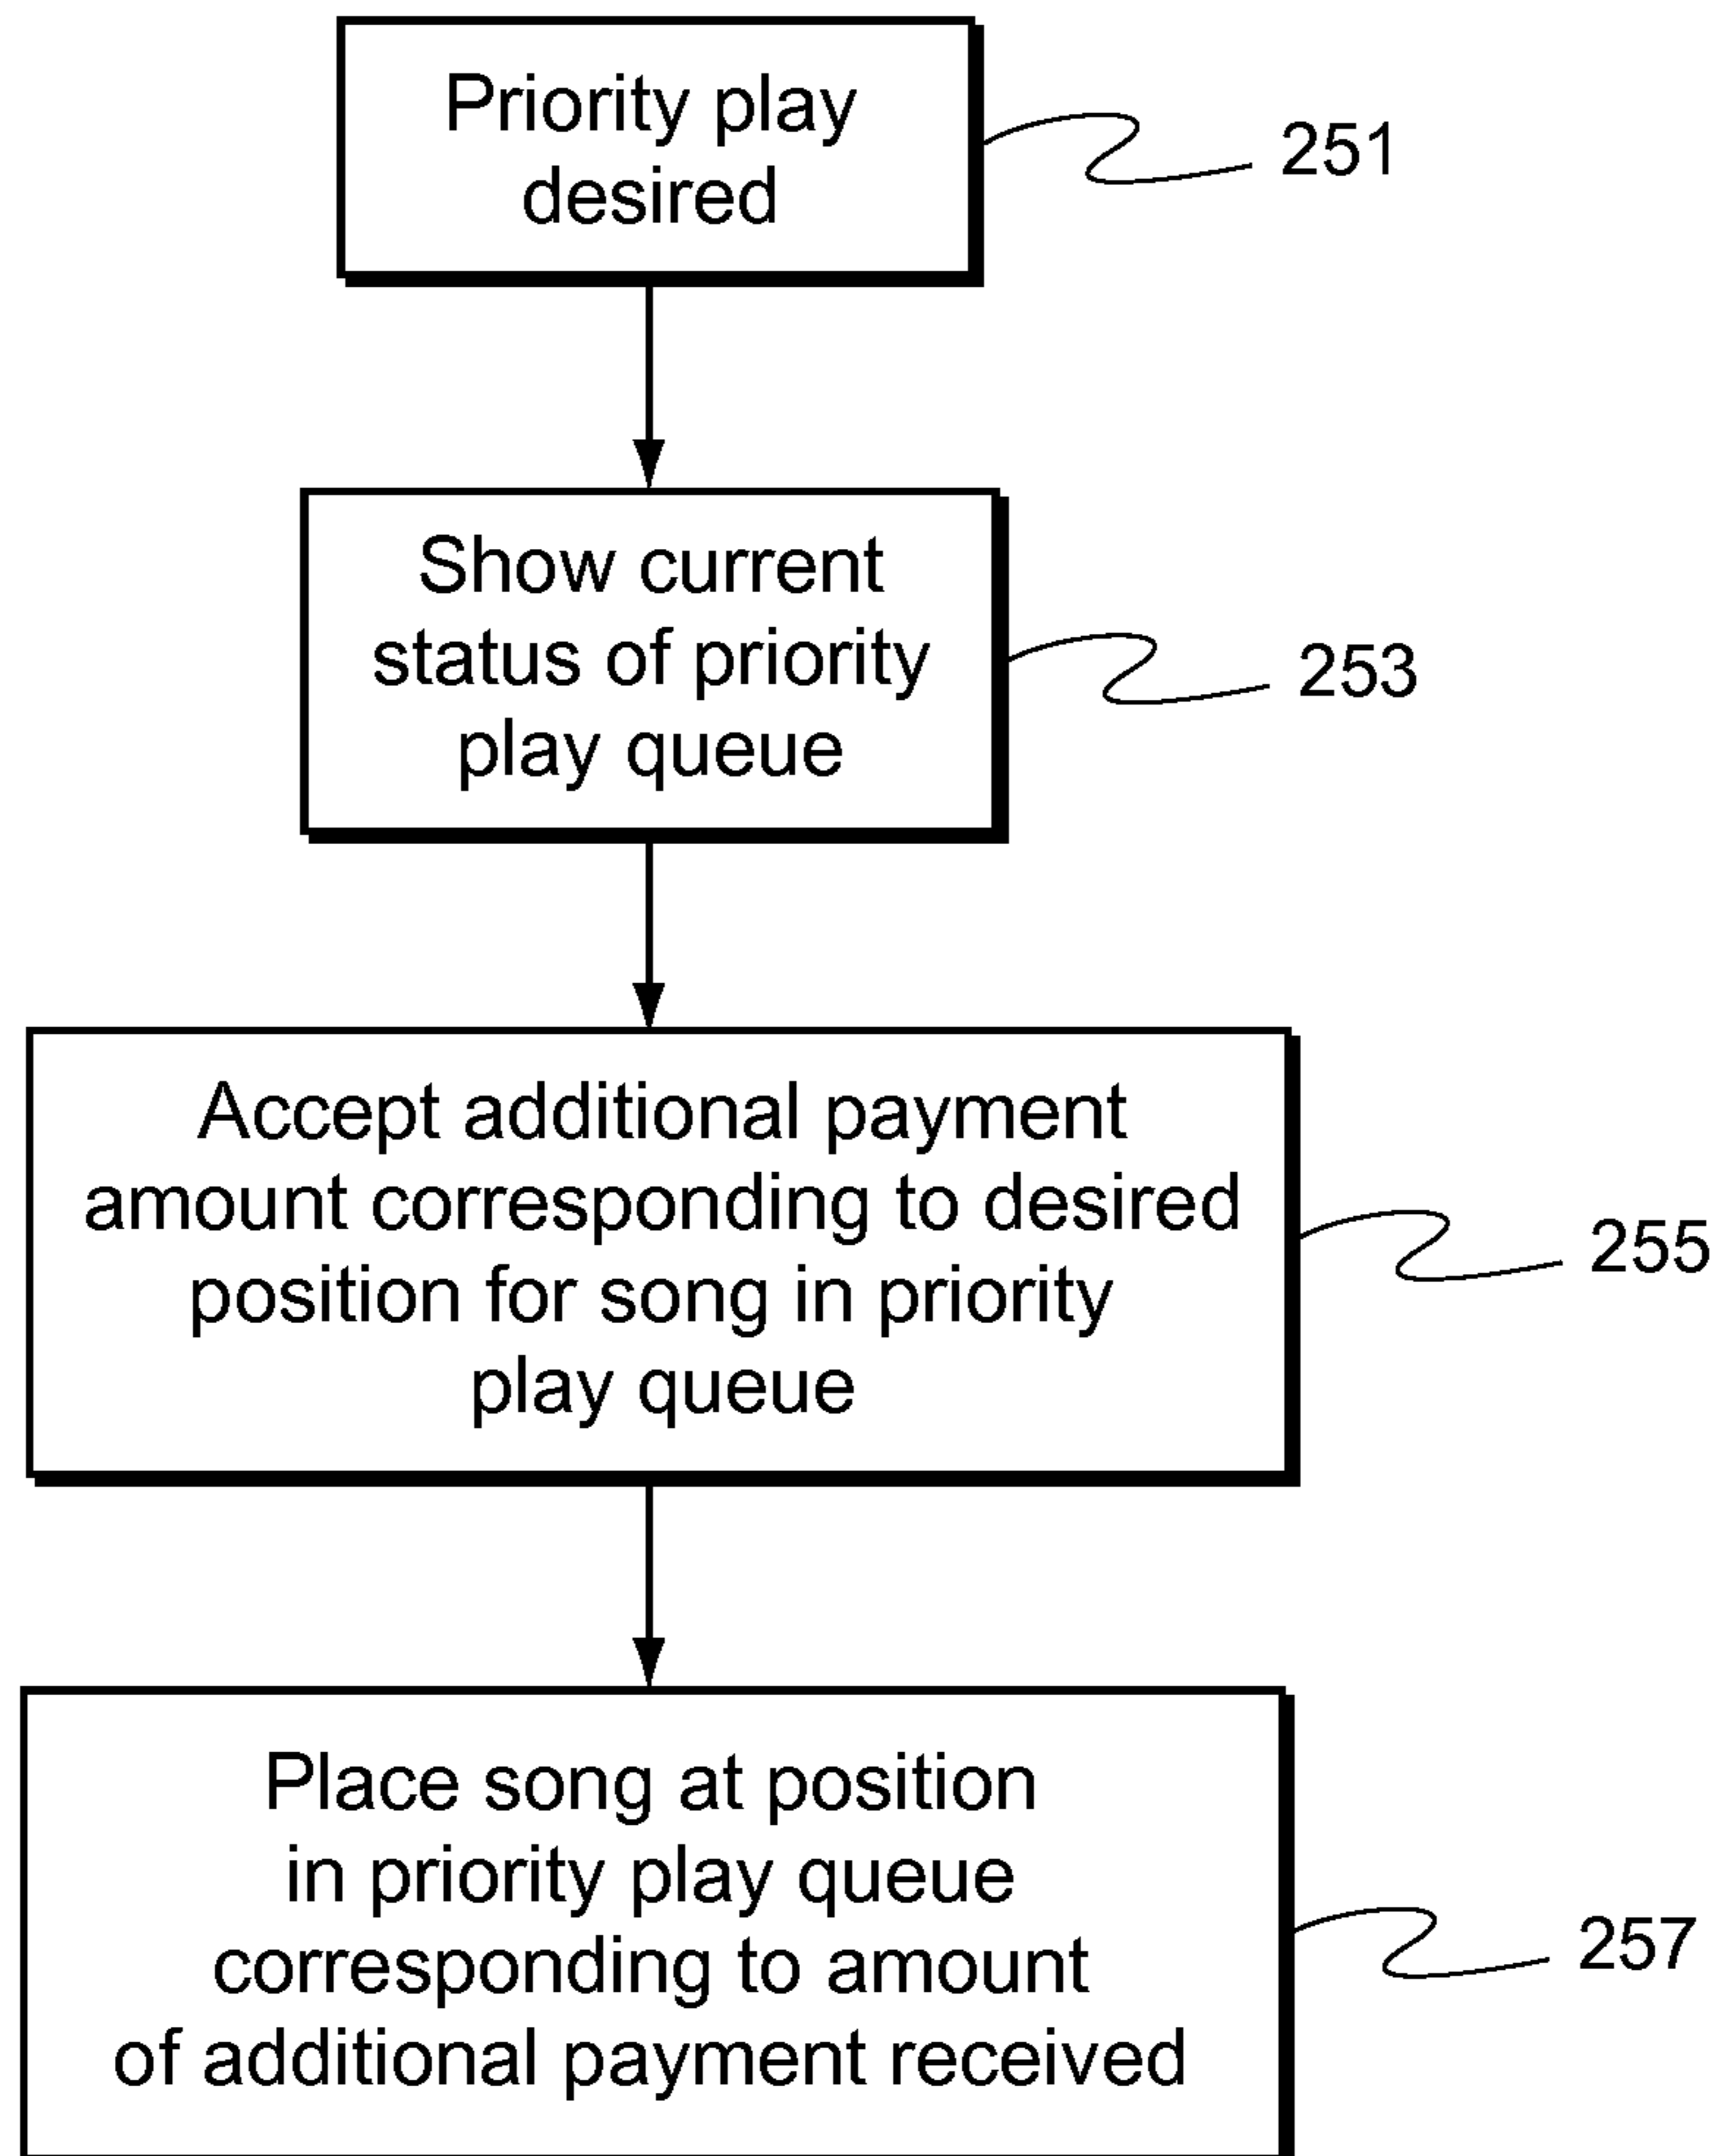 Priority play
desired
251
Show current
status of priority
play queue
253
Accept additional payment
amount corresponding to desired
position for song in priority
play queue
255
Place song at position
in priority play queue
corresponding to amount
of additional payment received
257